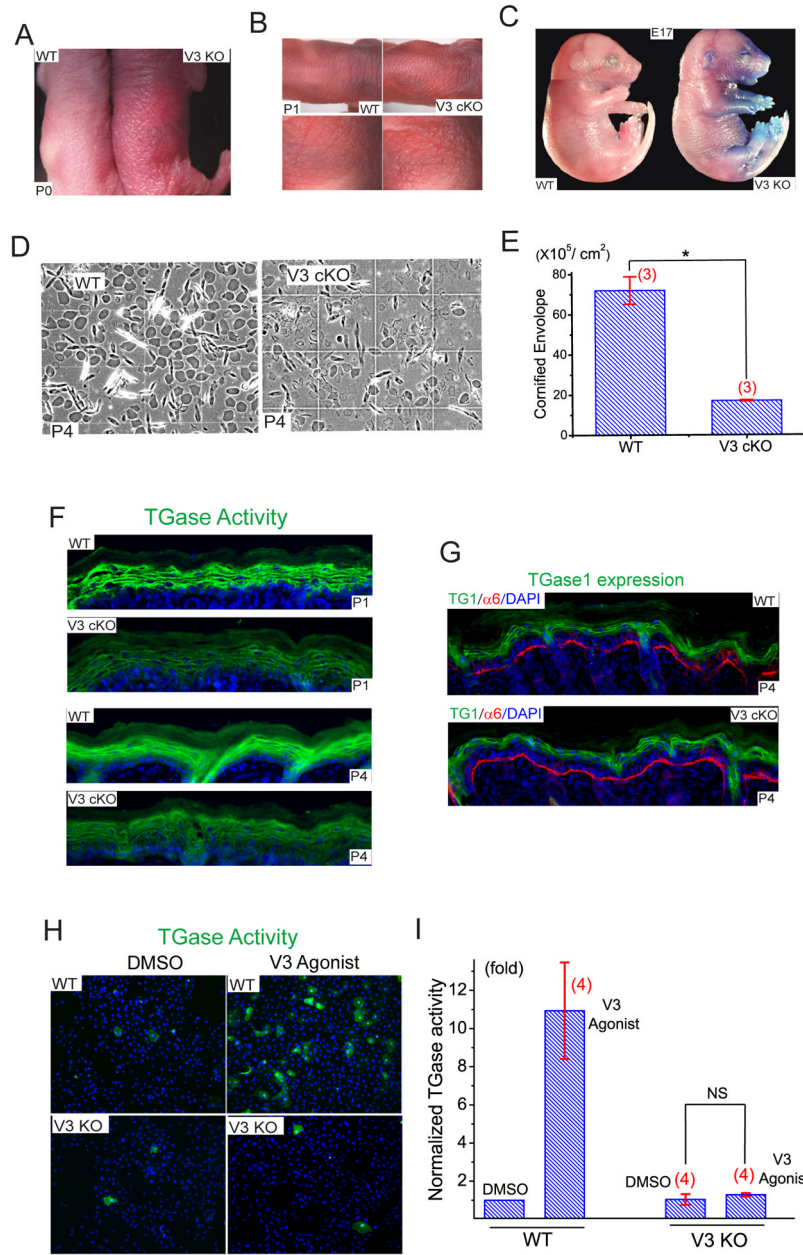 A
WT
V3 KO
P0
B
P1
WT
V3 cKO
C
E17
WT
V3 KO
D
WT
P4
V3 cKO
P4
E
(X10⁵/ cm²)
*
(3)
(3)
80
60
40
20
0
Cornified Envolope
WT
V3 cKO
F
TGase Activity
WT
P1
V3 cKO
P1
WT
P4
V3 cKO
P4
G
TGase1 expression
TG1/α6/DAPI
WT
P4
TG1/α6/DAPI
V3 cKO
P4
H
TGase Activity
DMSO
V3 Agonist
WT
WT
V3 KO
V3 KO
I
(fold)
Normalized TGase activity
12
10
8
6
4
2
DMSO
(4)
V3
Agonist
NS
DMSO
(4)
(4)
V3
Agonist
WT
V3 KO